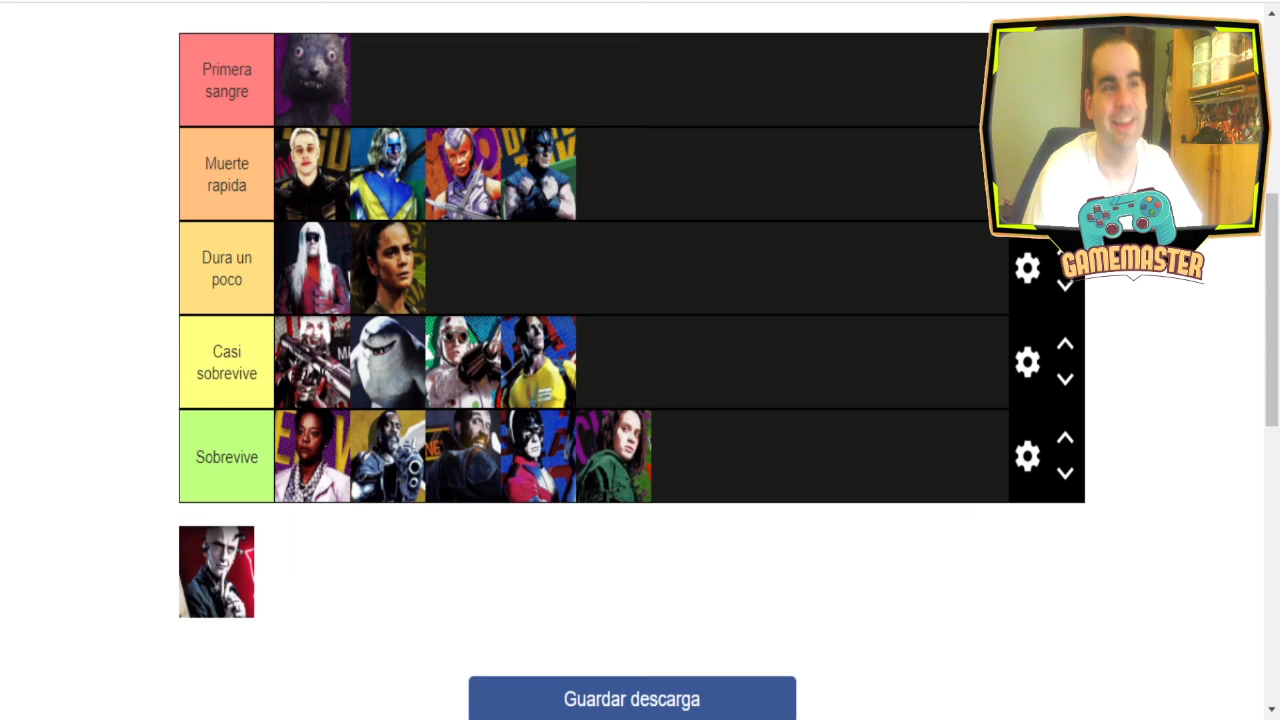 Primera
sangre
Muerte
rapida
Dura un
poco
Casi
sobrevive
Sobrevive
GAMEMASTER
Guardar descarga